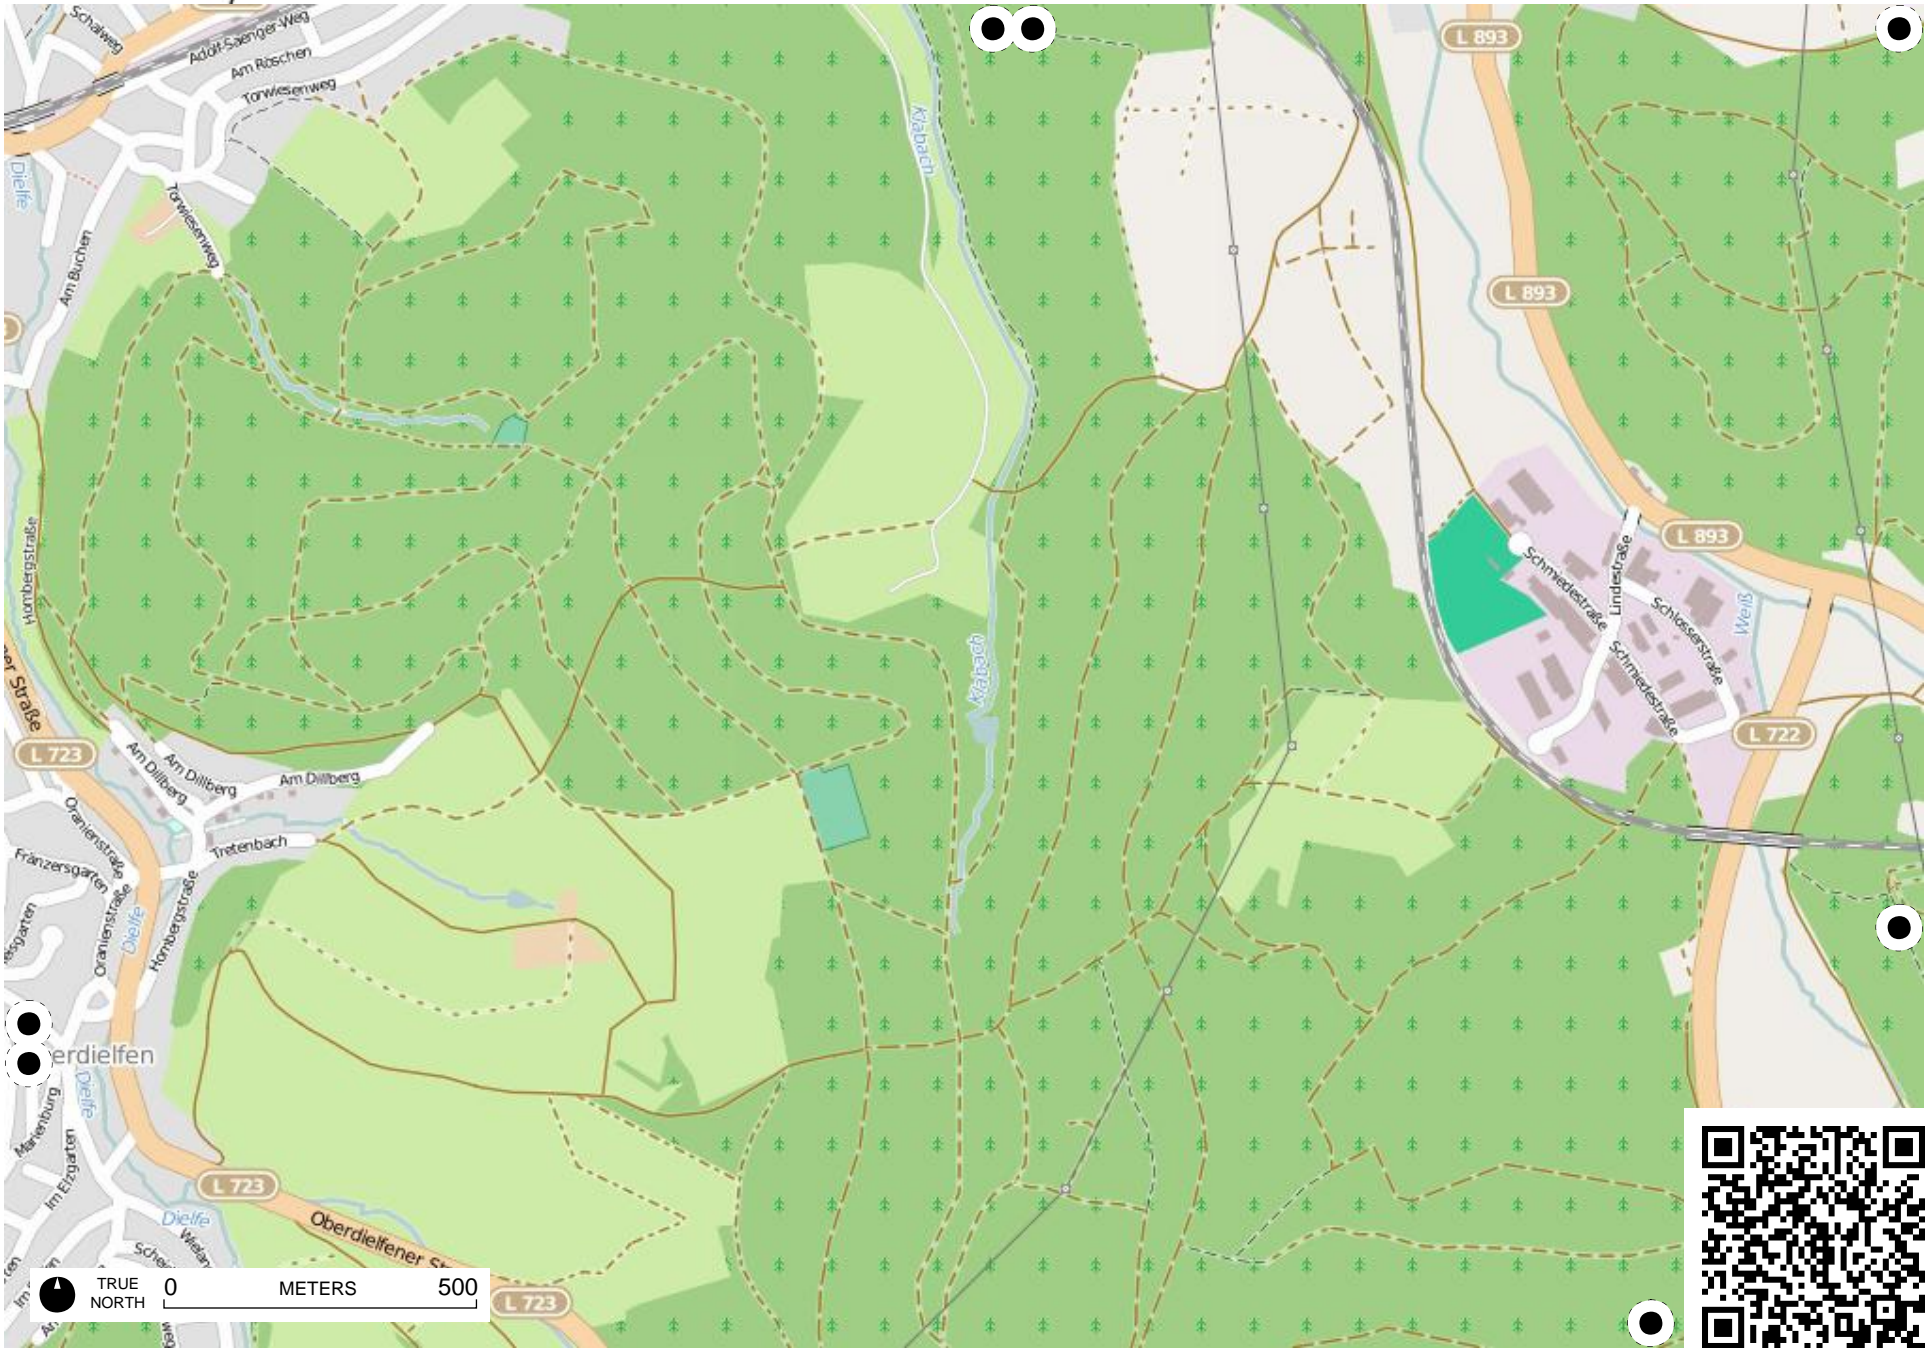 Schalweg
Adolf-Saenger-Weg
Am Röschen
Torwiesenweg
L 893
Klabach
Dielfe
Torwiesenweg
Am Buchen
L 893
Hombergstraße
L 893
Schmiedestraße
Lindestraße
Schlosserstraße
Weiß
Schmiedestraße
Klabach
er Straße
L 723
Am Dillberg
Am Dillberg
Am Dillberg
L 722
Oranienstraße
Tretenbach
Fränzersgarten
Oranienstraße
Dielfe
Hombergstraße
erdielfen
Dielfe
Marienburg
Im Elzgarten
L 723
Dielfe
Oberdielfener St
TRUE
NORTH
0 METERS 500
L 723